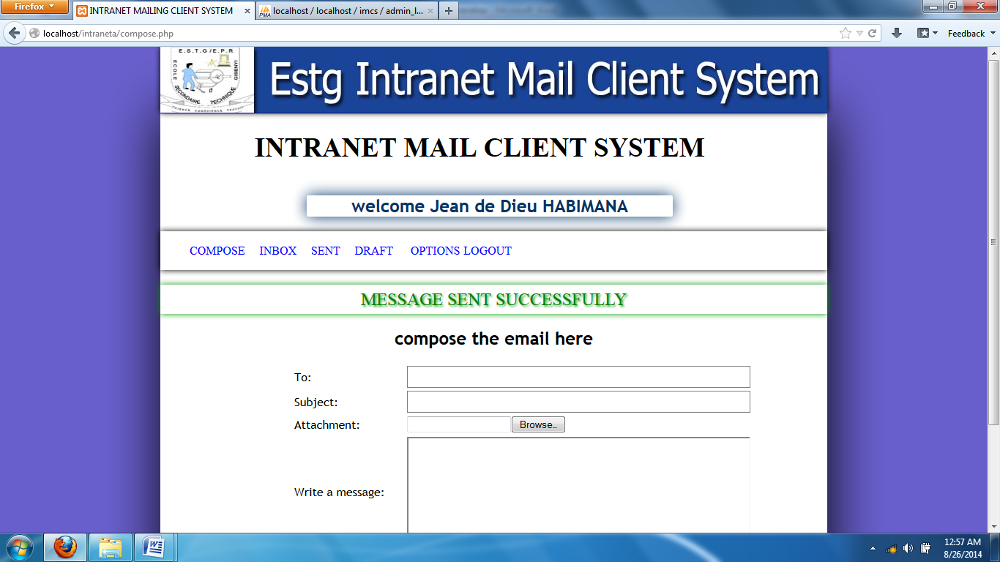 Firefox
INTRANET MAILING CLIENT SYSTEM
localhost / localhost / imcs / admin_l...
PMA
localhost/intraneta/compose.php
Feedback
E.S.T.G/E.P.R
ECOLE SECONDAIRE TECHNIQUE GISENYI
Estg Intranet Mail Client System
INTRANET MAIL CLIENT SYSTEM
welcome Jean de Dieu HABIMANA
COMPOSE INBOX SENT DRAFT OPTIONS LOGOUT
MESSAGE SENT SUCCESSFULLY
compose the email here
To:
Subject:
Attachment: Browse_
Write a message:
12:57 AM
8/26/2014